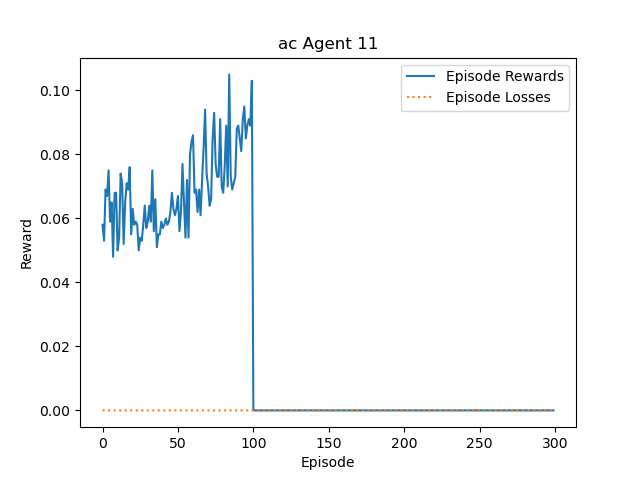 ac Agent 11
Episode Rewards
Episode Losses
Reward
0.10
0.08
0.06
0.04
0.02
0.00
0 50 100 150 200 250 300
Episode